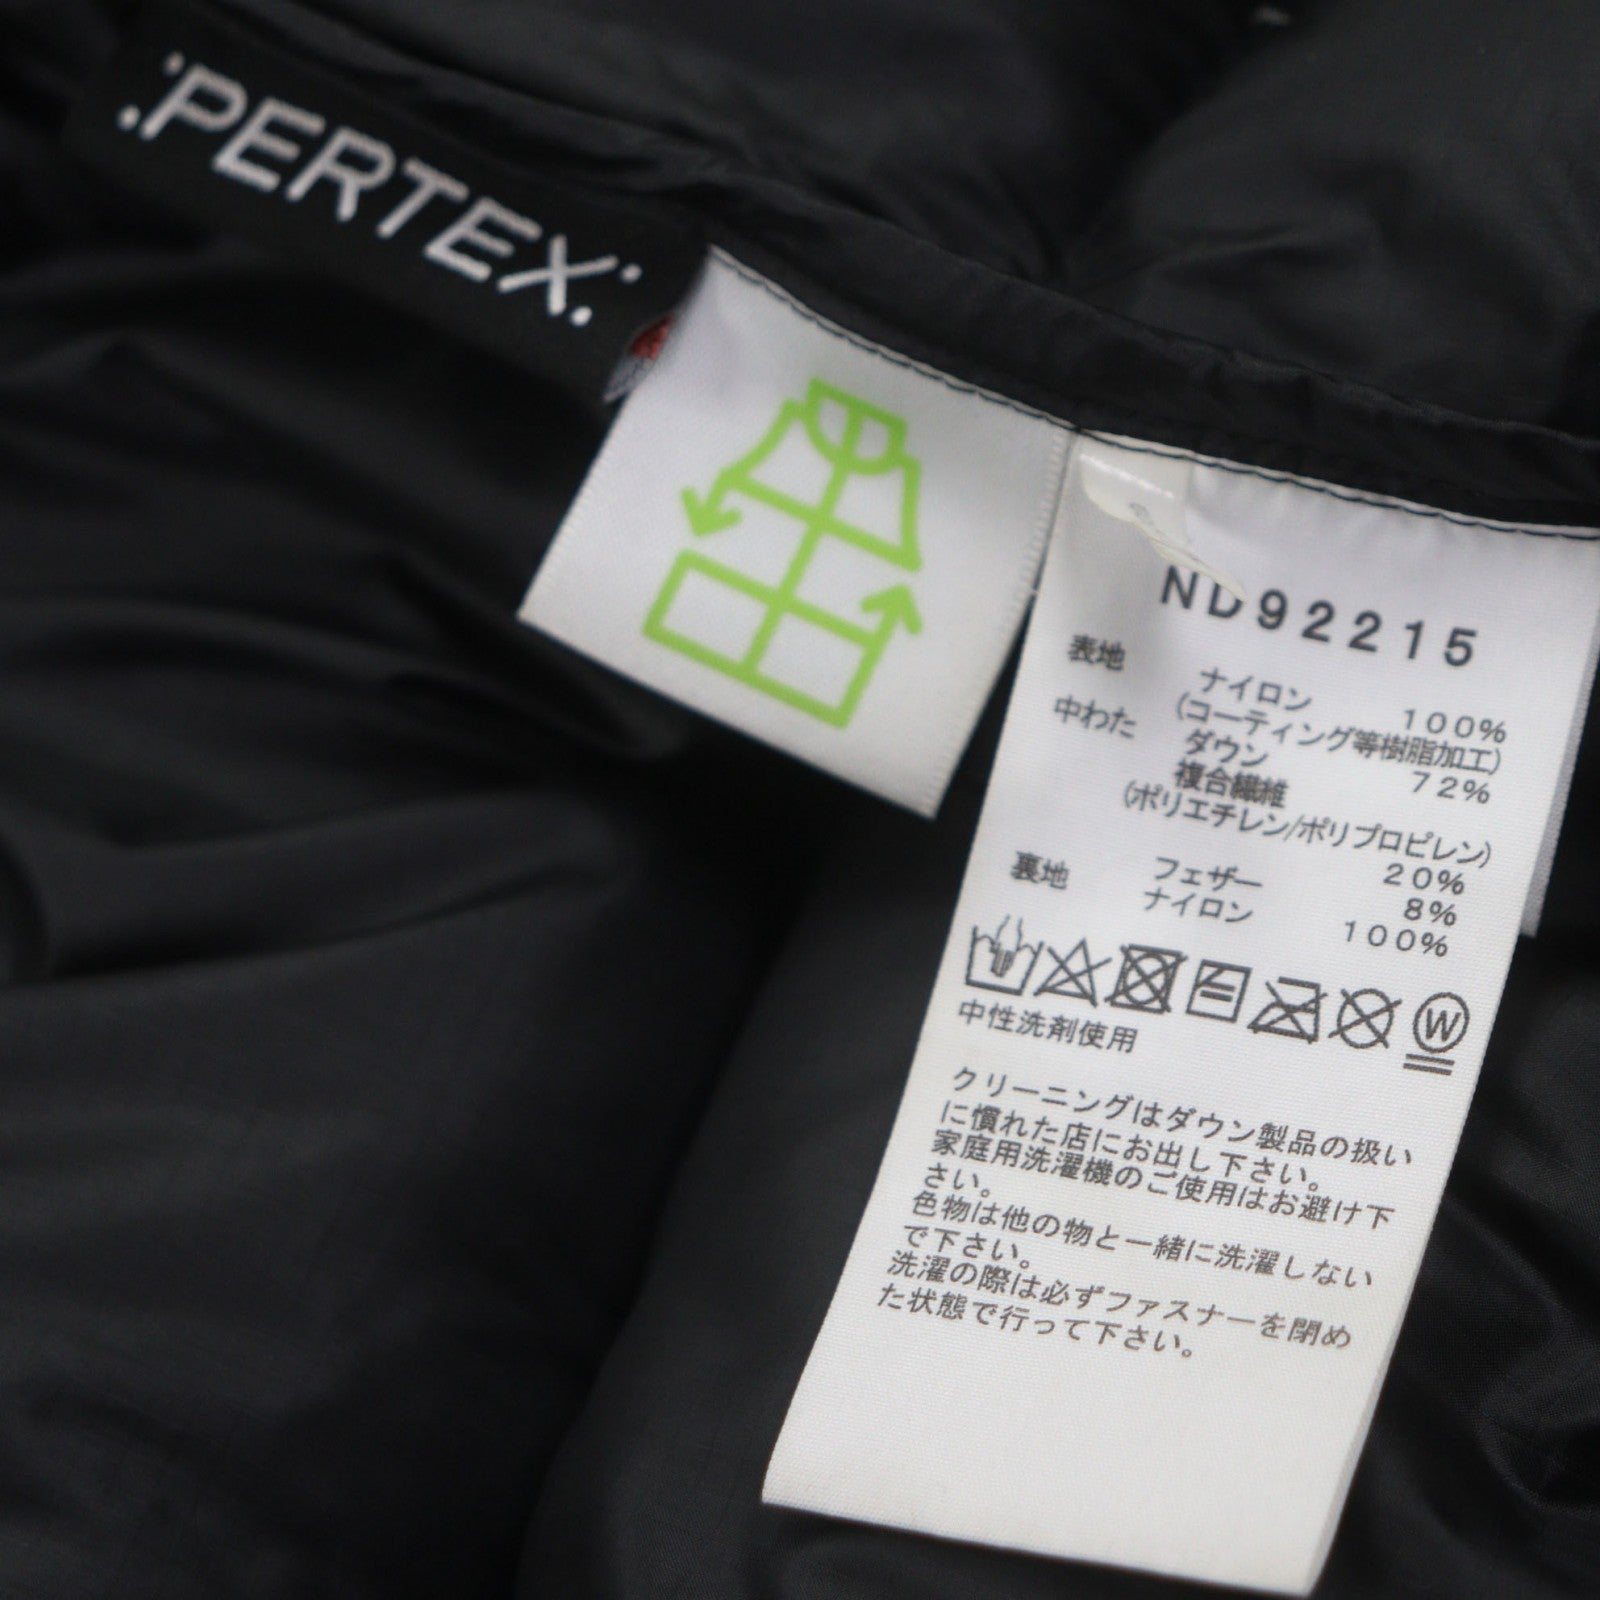 PERTEX
ND92215
表地 ナイロン 100%
(コーティング等樹脂加工)
中わた ダウン 72%
複合繊維
(ポリエチレン/ポリプロピレン)
20%
フェザー 8%
裏地 ナイロン 100%
W
中性洗剤使用
クリーニングはダウン製品の扱い
に慣れた店にお出し下さい。
家庭用洗濯機のご使用はお避け下
さい。
色物は他の物と一緒に洗濯しない
で下さい。
洗濯の際は必ずファスナーを閉め
た状態で行って下さい。